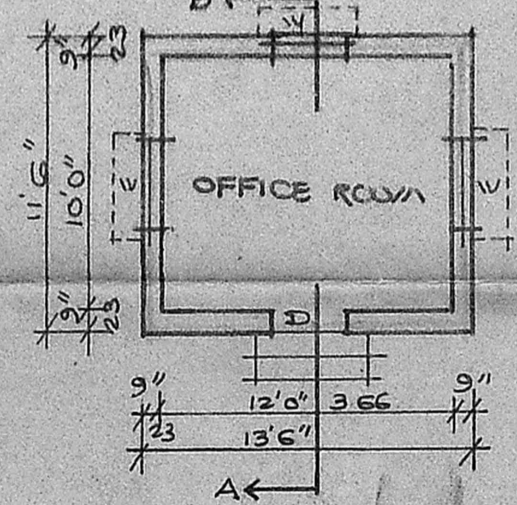 W
9" 23
11'6"
10'0"
W
OFFICE ROOM
W
9" 23
D
9" 12'0" 3.66 9"
23
13'6"
A